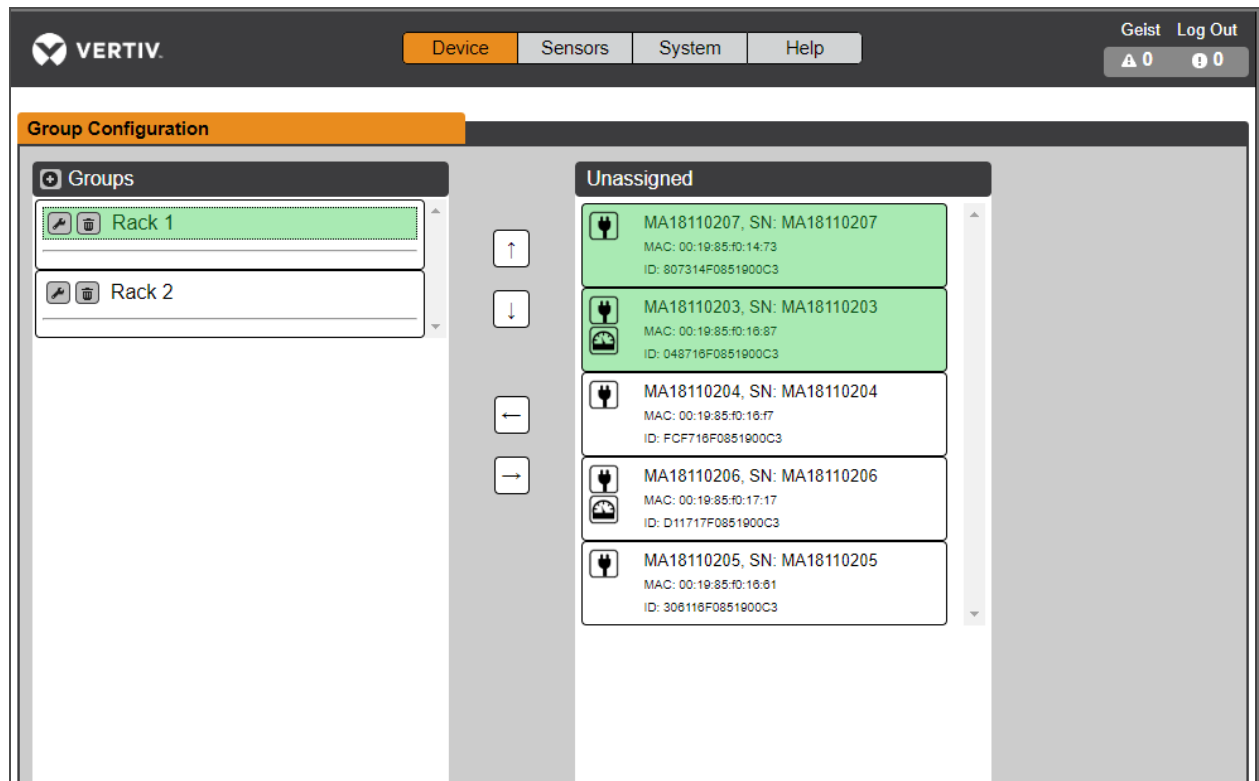 VERTIV.
Device Sensors System Help
Geist Log Out
0 0
Group Configuration
Groups
Rack 1
Rack 2
↑
↓
←
→
Unassigned
MA18110207, SN: MA18110207
MAC: 00:19:85:f0:14:73
ID: 807314F0851900C3
MA18110203, SN: MA18110203
MAC: 00:19:85:f0:16:87
ID: 048716F0851900C3
MA18110204, SN: MA18110204
MAC: 00:19:85:f0:16:f7
ID: FCF716F0851900C3
MA18110206, SN: MA18110206
MAC: 00:19:85:f0:17:17
ID: D11717F0851900C3
MA18110205, SN: MA18110205
MAC: 00:19:85:f0:16:61
ID: 306116F0851900C3